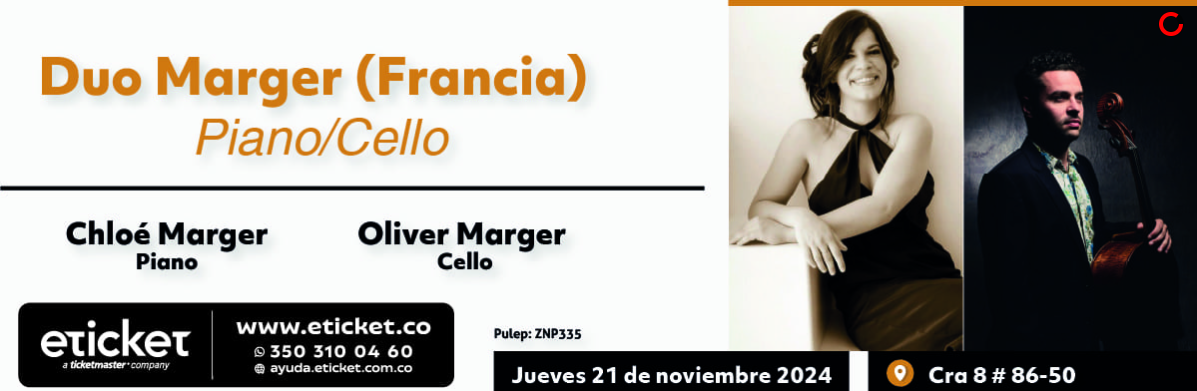 Duo Marger (Francia)
Piano/Cello
Chloé Marger
Piano
Oliver Marger
Cello
eticket
a ticketmaster® company
www.eticket.co
350 310 04 60
ayuda.eticket.com.co
Pulep: ZNP335
Jueves 21 de noviembre 2024
Cra 8 # 86-50